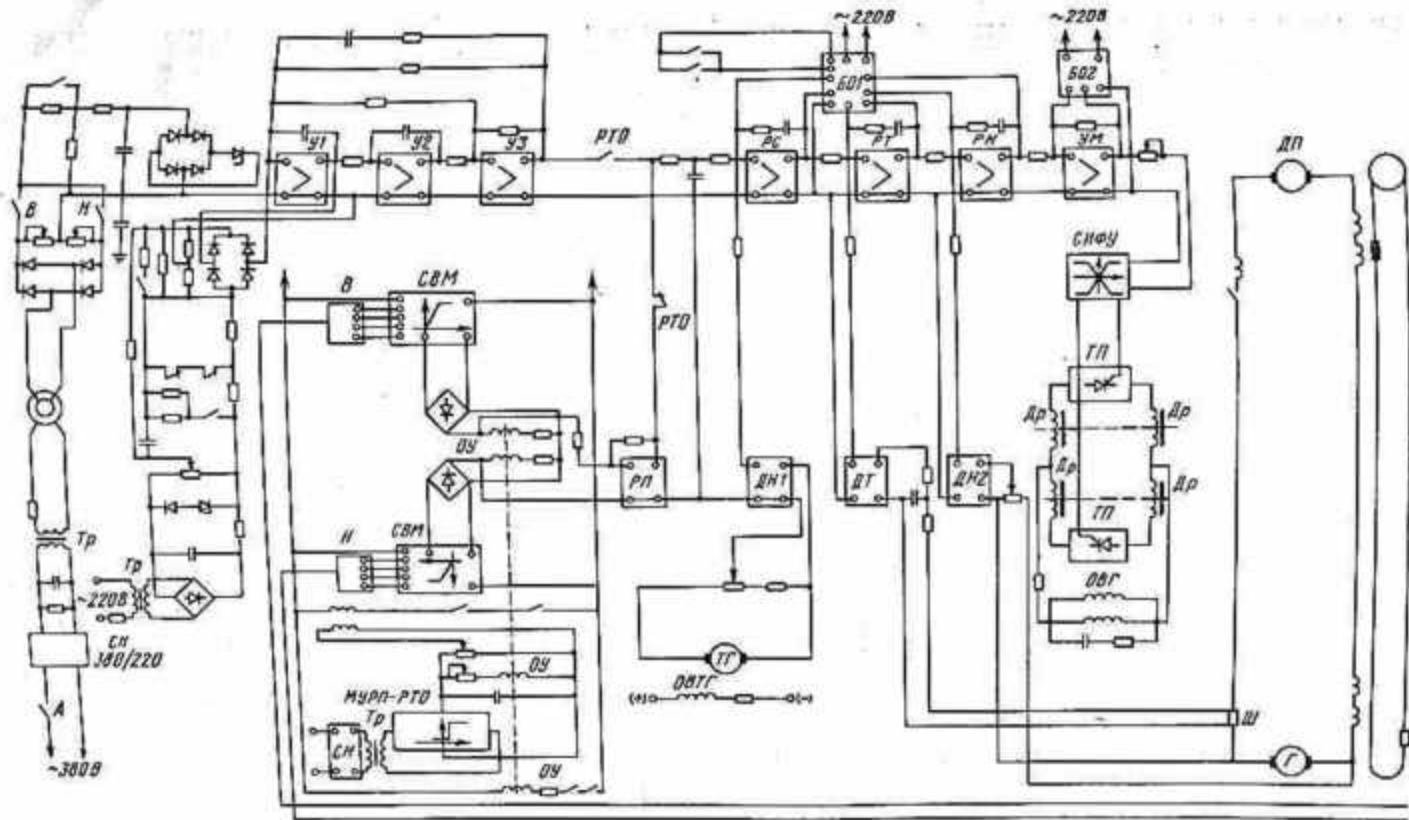 ~220В
~220В
БО1
БО2
У1
У2
У3
РТО
РС
РТ
РН
УМ
ДП
В
Н
СИФУ
В
СВМ
РТО
ТП
Др
Др
ОУ
РП
ДН1
ДТ
ДН2
Др
Др
ТП
Н
СВМ
Тр
Тр
~220В
СН
380/220
ОВГ
ОУ
ТГ
ОВТГ
(+)
(-)
МУРП-РТО
Тр
СН
А
~380В
ОУ
Ш
Г